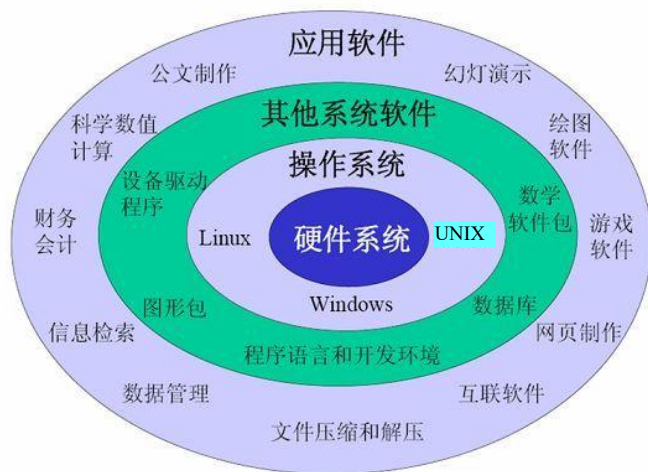 应用软件
公文制作
幻灯演示
科学数值
计算
其他系统软件
绘图
软件
操作系统
设备驱动
程序
数学
软件包
财务
会计
Linux
硬件系统
UNIX
游戏
软件
Windows
图形包
数据库
信息检索
网页制作
程序语言和开发环境
数据管理
互联软件
文件压缩和解压